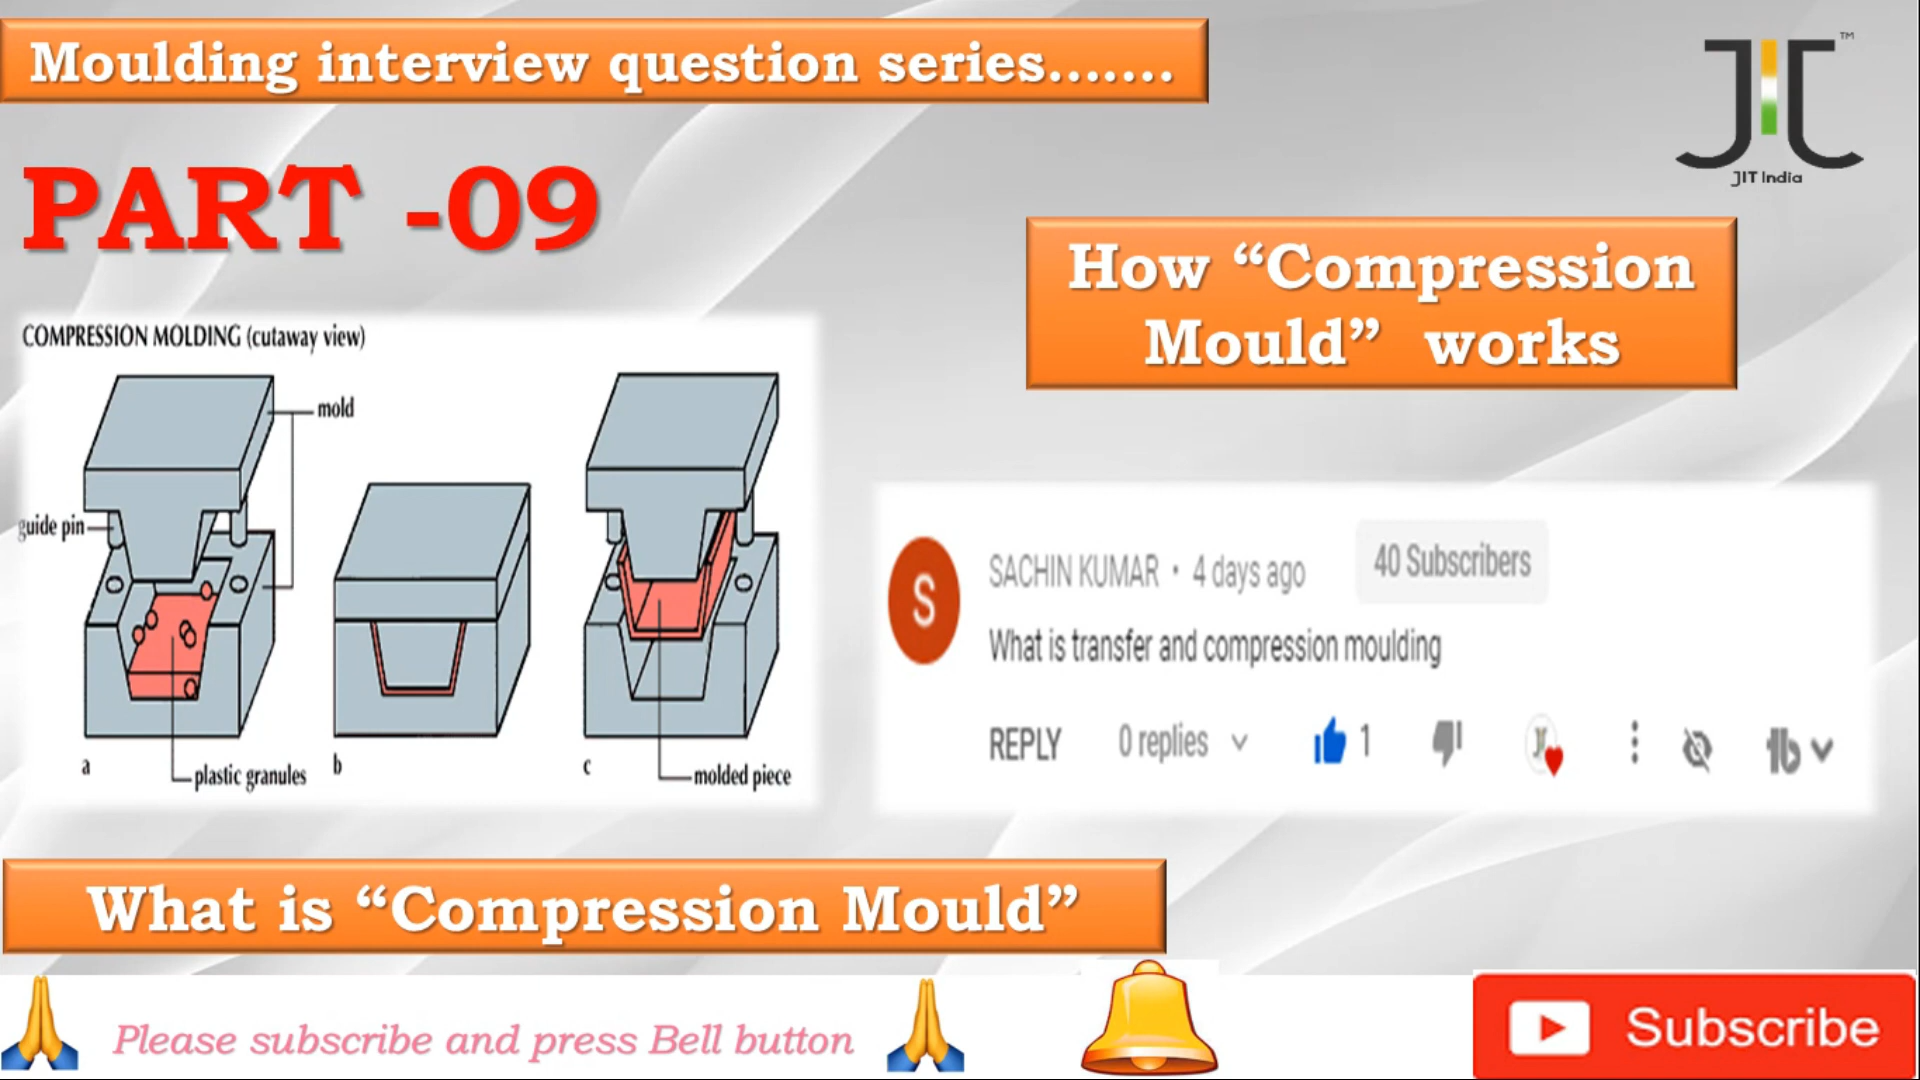 Moulding interview question series.......
TM
JIT India
PART -09
How “Compression
Mould” works
COMPRESSION MOLDING (cutaway view)
mold
guide pin
a
plastic granules
b
c
molded piece
S
SACHIN KUMAR • 4 days ago
40 Subscribers
What is transfer and compression moulding
REPLY
0 replies
1
What is “Compression Mould”
Please subscribe and press Bell button
Subscribe